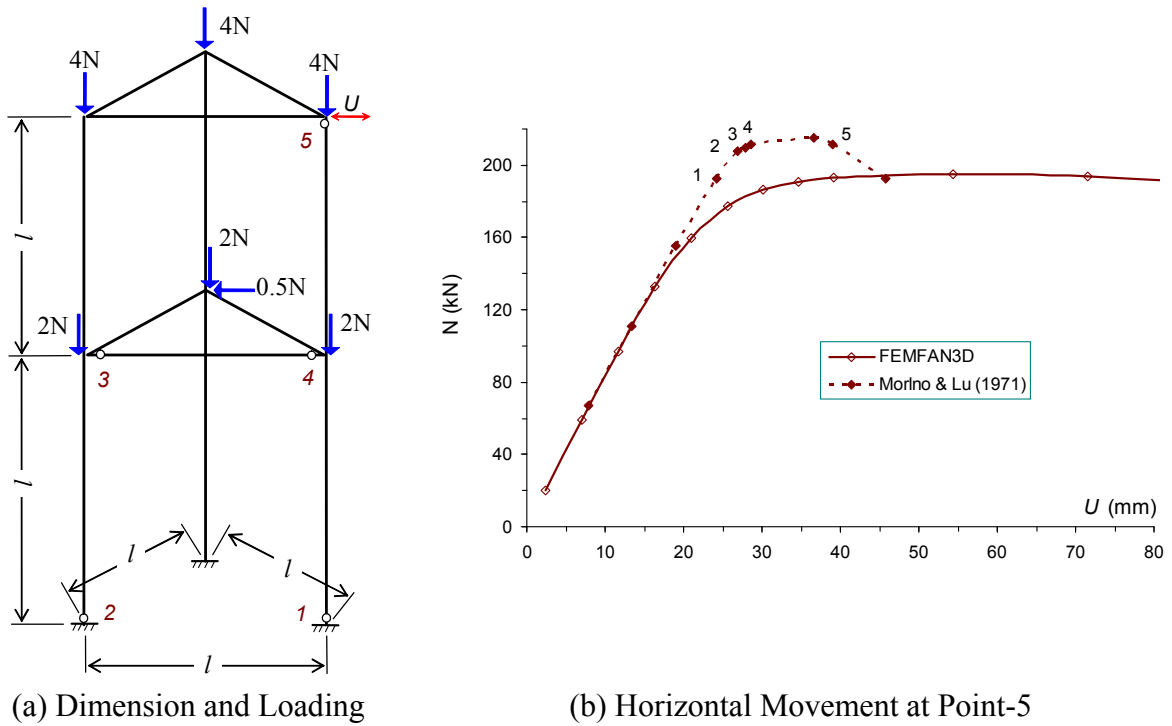 4N
4N
4N
U
5
l
2N
0.5N
2N
2N
3
4
l
l
l
2
1
l
(a) Dimension and Loading
N (kN)
200
160
120
80
40
0
0 10 20 30 40 50 60 70 80
U (mm)
1
2
3
4
5
FEMFAN3D
Morlno & Lu (1971)
(b) Horizontal Movement at Point-5